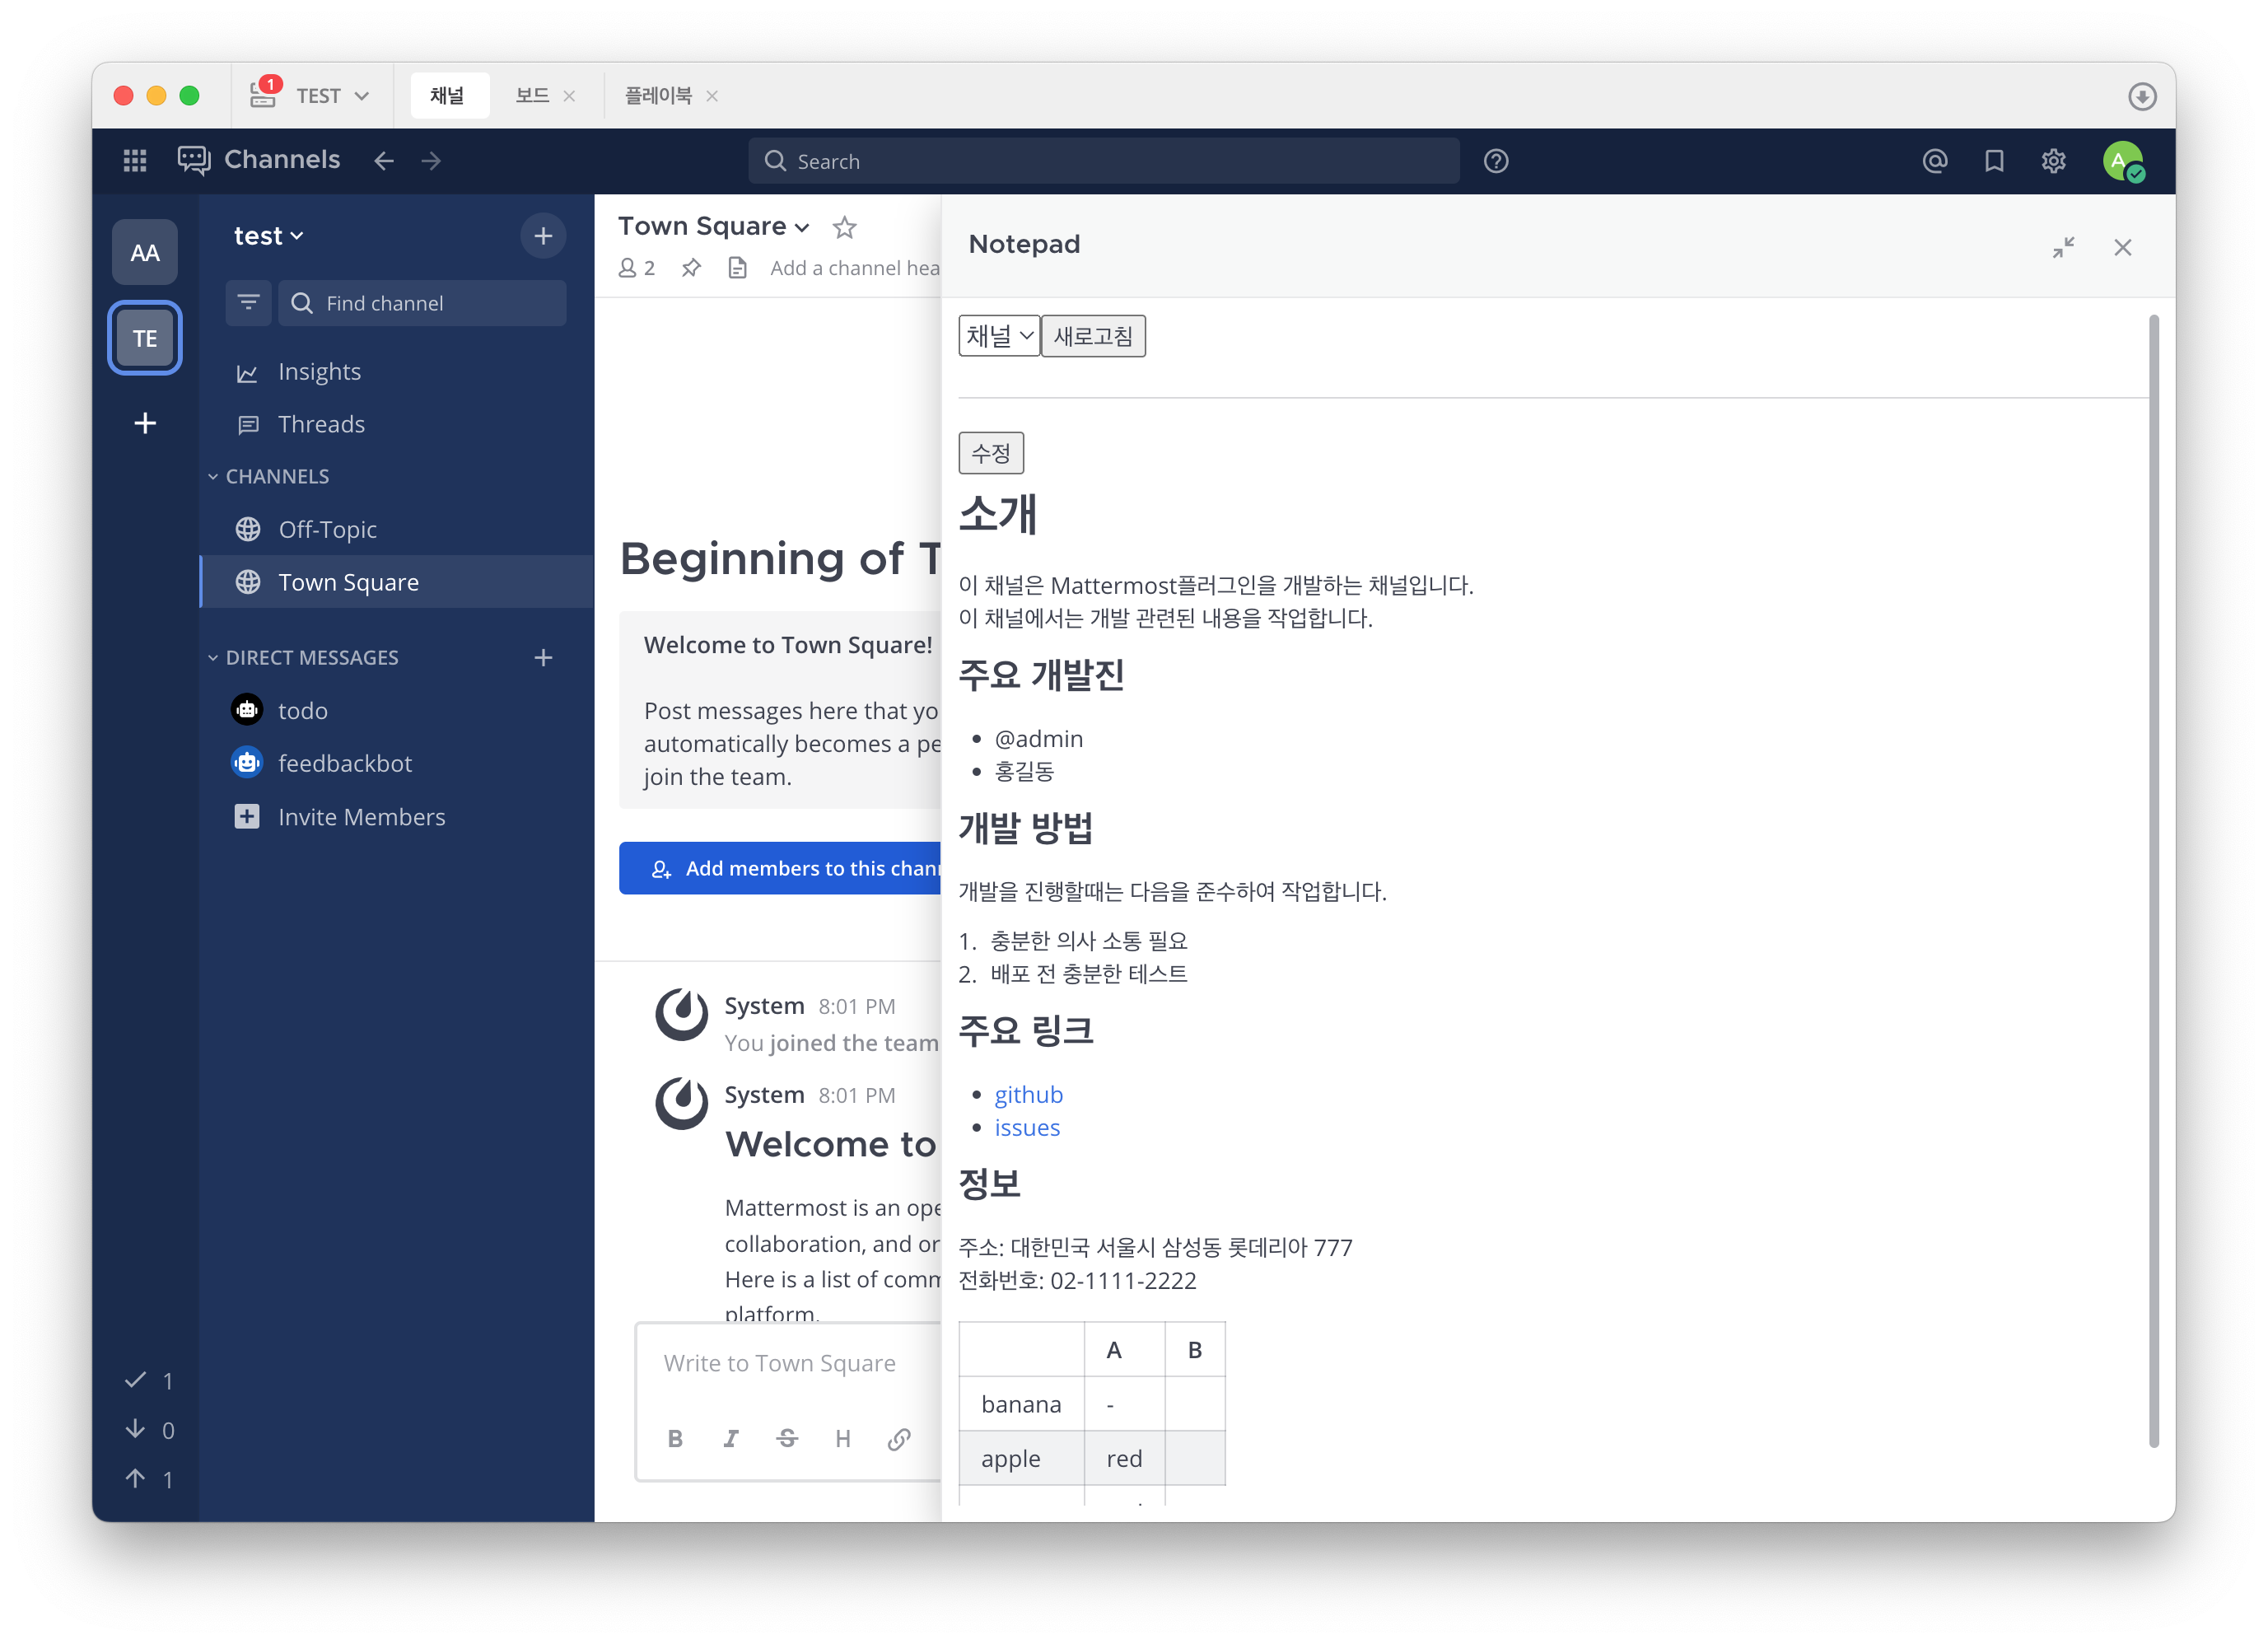 1
TEST
채널
보드
플레이북
Channels
Search
A
AA
TE
test
Find channel
Insights
Threads
CHANNELS
Off-Topic
Town Square
DIRECT MESSAGES
todo
feedbackbot
Invite Members
1
0
1
Town Square
2
Add a channel hea
Beginning of T
Welcome to Town Square!
Post messages here that yo
automatically becomes a pe
join the team.
Add members to this chan
System 8:01 PM
You joined the team
System 8:01 PM
Welcome to
Mattermost is an ope
collaboration, and or
Here is a list of comm
platform.
Write to Town Square
B I S H
Notepad
채널 새로고침
수정
소개
이 채널은 Mattermost플러그인을 개발하는 채널입니다.
이 채널에서는 개발 관련된 내용을 작업합니다.
주요 개발진
@admin
홍길동
개발 방법
개발을 진행할때는 다음을 준수하여 작업합니다.
1. 충분한 의사 소통 필요
2. 배포 전 충분한 테스트
주요 링크
github
issues
정보
주소: 대한민국 서울시 삼성동 롯데리아 777
전화번호: 02-1111-2222
A B
banana -
apple red